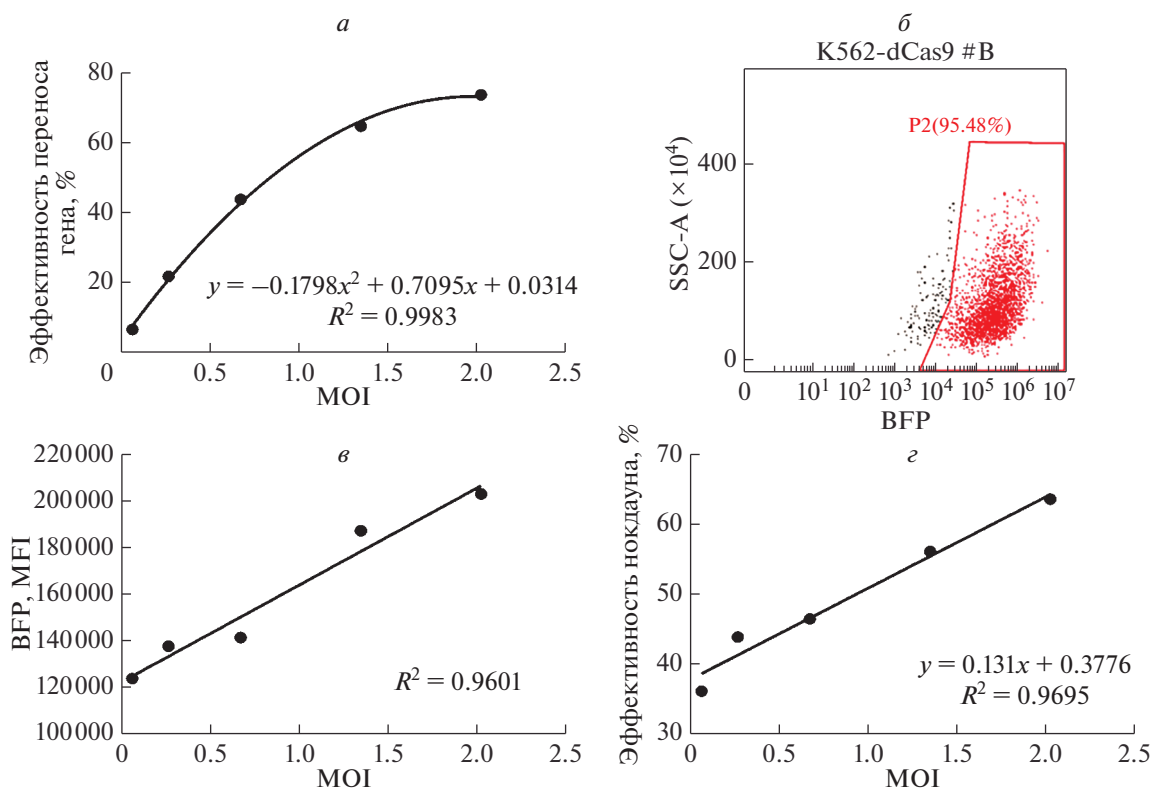 а
80
60
40
20
0
0.5
1.0
1.5
2.0
2.5
Эффективность переноса
гена, %
MOI
y = −0.1798x² + 0.7095x + 0.0314
R² = 0.9983
б
K562-dCas9 #B
P2(95.48%)
400
200
0
SSC-A (×10⁴)
0 10¹ 10² 10³ 10⁴ 10⁵ 10⁶ 10⁷
BFP
в
220000
200000
180000
160000
140000
120000
100000
BFP, MFI
R² = 0.9601
0 0.5 1.0 1.5 2.0 2.5
MOI
г
70
60
50
40
30
Эффективность нокдауна, %
y = 0.131x + 0.3776
R² = 0.9695
0 0.5 1.0 1.5 2.0 2.5
MOI